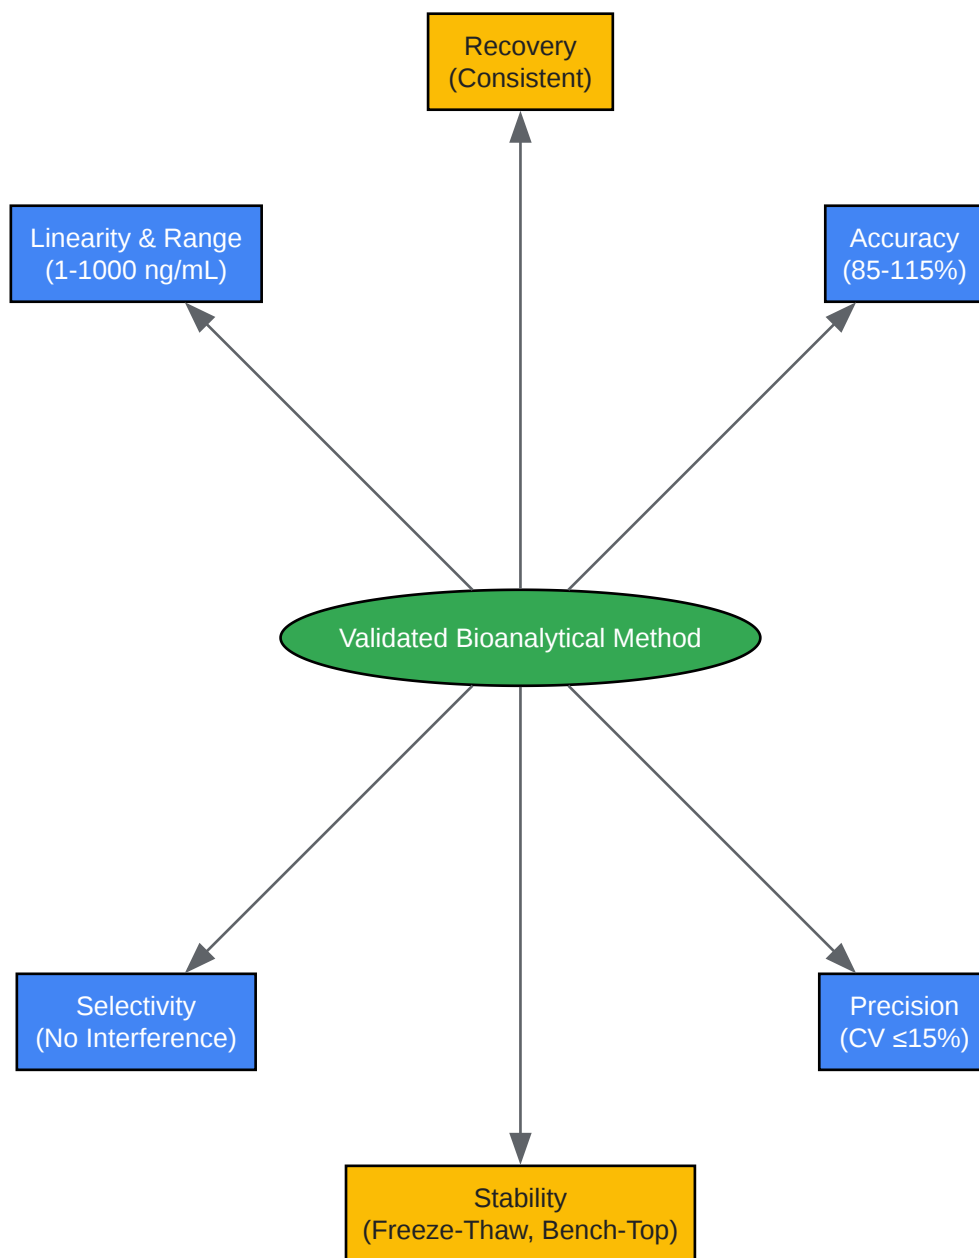 Recovery
(Consistent)
Linearity & Range
(1-1000 ng/mL)
Accuracy
(85-115%)
Validated Bioanalytical Method
Selectivity
(No Interference)
Precision
(CV ≤15%)
Stability
(Freeze-Thaw, Bench-Top)